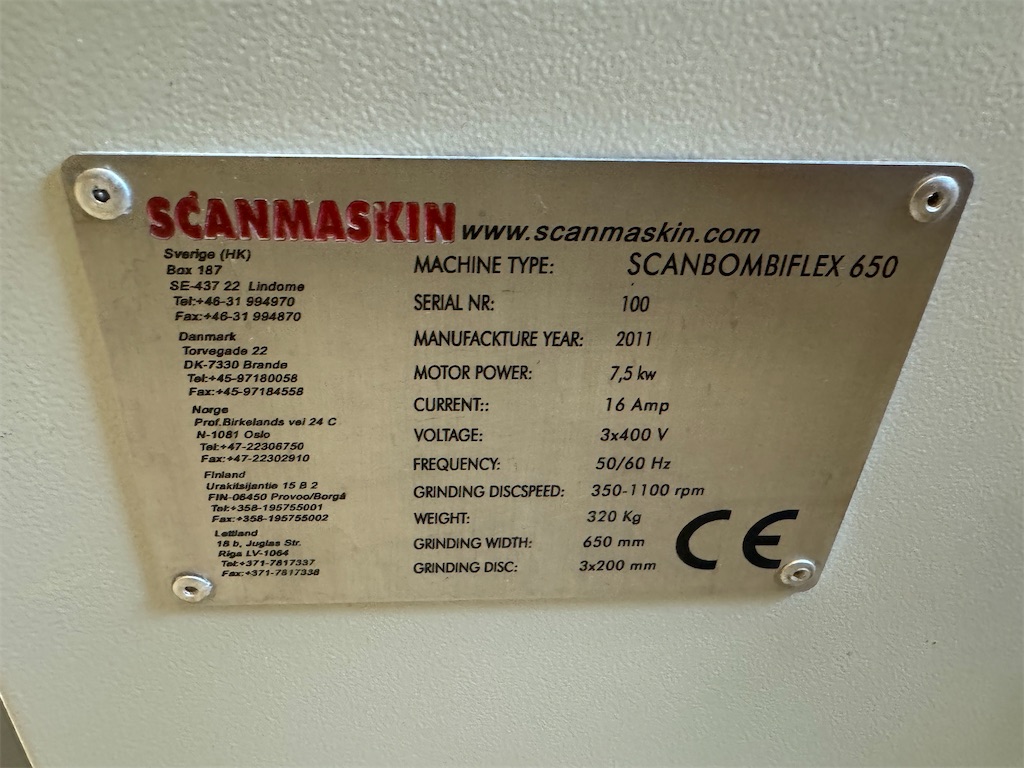 SCANMASKIN www.scanmaskin.com
Sverige (HK)
Box 187
SE-437 22 Lindome
Tel:+46-31 994970
Fax:+46-31 994870
Danmark
Torvegade 22
DK-7330 Brande
Tel:+45-97180058
Fax:+45-97184558
Norge
Prof.Birkelands vei 24 C
N-1081 Oslo
Tel:+47-22306750
Fax:+47-22302910
Finland
Urakitsijantie 15 B 2
FIN-06450 Provoo/Borgå
Tel:+358-195755001
Fax:+358-195755002
Lettland
18 b, Juglas Str.
Riga LV-1064
Tel:+371-7817337
Fax:+371-7817338
MACHINE TYPE: SCANBOMBIFLEX 650
SERIAL NR: 100
MANUFACKTURE YEAR: 2011
MOTOR POWER: 7,5 kw
CURRENT:: 16 Amp
VOLTAGE: 3x400 V
FREQUENCY: 50/60 Hz
GRINDING DISCSPEED: 350-1100 rpm
WEIGHT: 320 Kg
GRINDING WIDTH: 650 mm
GRINDING DISC: 3x200 mm
CE